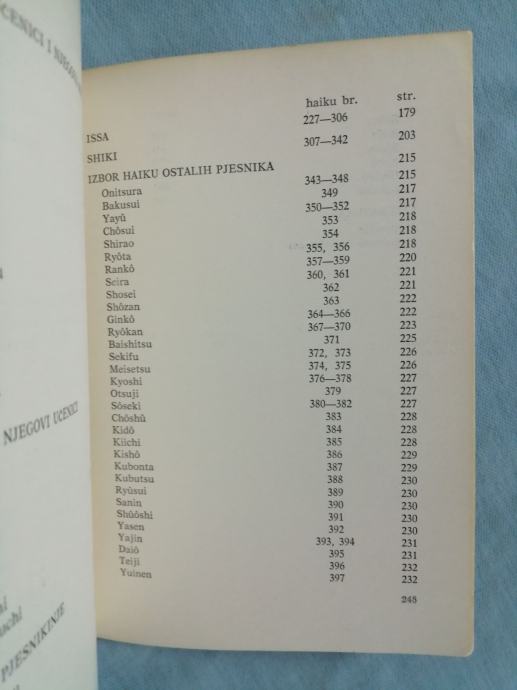 UČENICI I NJEGOVI
NJEGOVI UČENICI
PJESNIKINJE
haiku br. str.
ISSA 227—306 179
SHIKI 307—342 203
IZBOR HAIKU OSTALIH PJESNIKA 215
Onitsura 343—348 215
Bakusui 349 217
Yayû 350—352 217
Chôsui 353 218
Shirao 354 218
Ryôta 355, 356 218
Rankô 357—359 220
Seira 360, 361 221
Shosei 362 221
Shôzan 363 222
Ginkô 364—366 222
Ryôkan 367—370 223
Baishitsu 371 225
Sekifu 372, 373 226
Meisetsu 374, 375 226
Kyoshi 376—378 227
Otsuji 379 227
Sôseki 380—382 227
Chôshû 383 228
Kidô 384 228
Kiichi 385 228
Kishô 386 229
Kubonta 387 229
Kubutsu 388 230
Ryûsui 389 230
Sanin 390 230
Shûôshi 391 230
Yasen 392 230
Yajin 393, 394 231
Daiô 395 231
Teiji 396 232
Yuinen 397 232
245